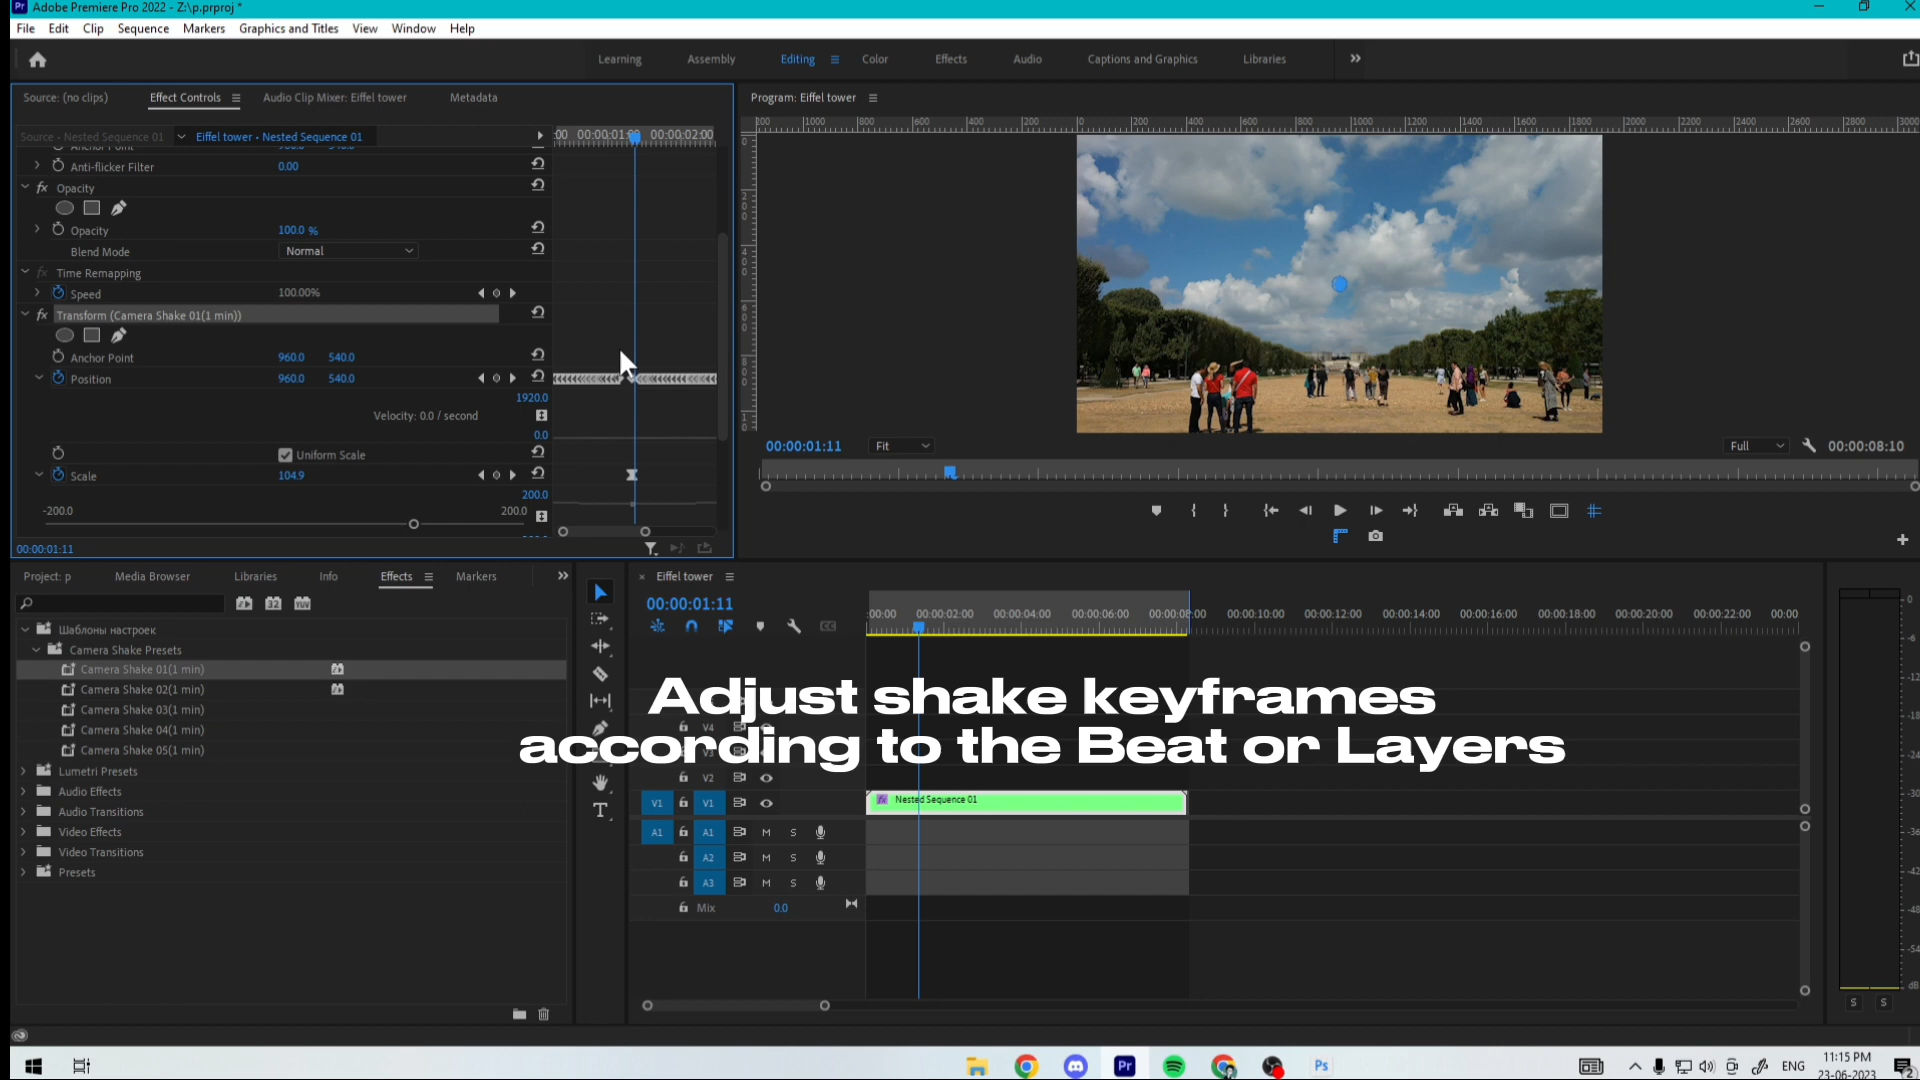 Adobe Premiere Pro 2022 - Z:\p.prproj *
File Edit Clip Sequence Markers Graphics and Titles View Window Help
Learning Assembly Editing Color Effects Audio Captions and Graphics Libraries
Source: (no clips) Effect Controls Audio Clip Mixer: Eiffel tower Metadata
Program: Eiffel tower
Source - Nested Sequence 01 Eiffel tower - Nested Sequence 01
:00 00:00:01:00 00:00:02:00
Anchor Point 960.0 540.0
Anti-flicker Filter 0.00
fx Opacity
Opacity 100.0 %
Blend Mode Normal
fx Time Remapping
Speed 100.00%
fx Transform (Camera Shake 01(1 min))
Anchor Point 960.0 540.0
Position 960.0 540.0
1920.0
Velocity: 0.0 / second
0.0
Uniform Scale
Scale 104.9
200.0
-200.0 200.0
00:00:01:11
00:00:01:11 Fit Full 00:00:08:10
Project: p Media Browser Libraries Info Effects Markers
32 YUV
Шаблоны настроек
Camera Shake Presets
Camera Shake 01(1 min)
Camera Shake 02(1 min)
Camera Shake 03(1 min)
Camera Shake 04(1 min)
Camera Shake 05(1 min)
Lumetri Presets
Audio Effects
Audio Transitions
Video Effects
Video Transitions
Presets
× Eiffel tower
00:00:01:11
:00:00 00:00:02:00 00:00:04:00 00:00:06:00 00:00:08:00 00:00:10:00 00:00:12:00 00:00:14:00 00:00:16:00 00:00:18:00 00:00:20:00 00:00:22:00 00:00
Adjust shake keyframes
according to the Beat or Layers
V4
V3
V2
V1 V1 fx Nested Sequence 01
A1 A1 M S
A2 M S
A3 M S
Mix 0.0
S S
ENG 11:15 PM
23-06-2023